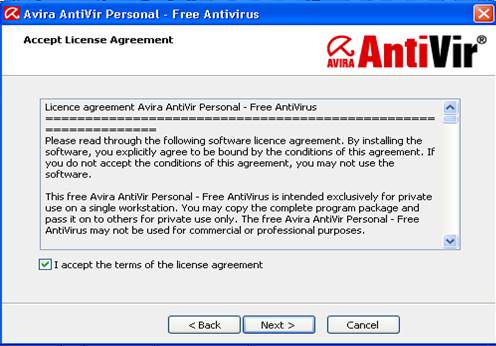 Avira AntiVir Personal - Free Antivirus
Accept License Agreement
AVIRA AntiVir®
Licence agreement Avira AntiVir Personal - Free AntiVirus
======================================================
===============
Please read through the following software licence agreement. By installing the
software, you explicitly agree to be bound by the conditions of this agreement. If
you do not accept the conditions of this agreement, you may not use the
software.
This free Avira AntiVir Personal - Free AntiVirus is intended exclusively for private
use on a single workstation. You may copy the complete program package and
pass it on to others for private use only. The free Avira AntiVir Personal - Free
AntiVirus may not be used for commercial or professional purposes.
I accept the terms of the license agreement
< Back Next > Cancel